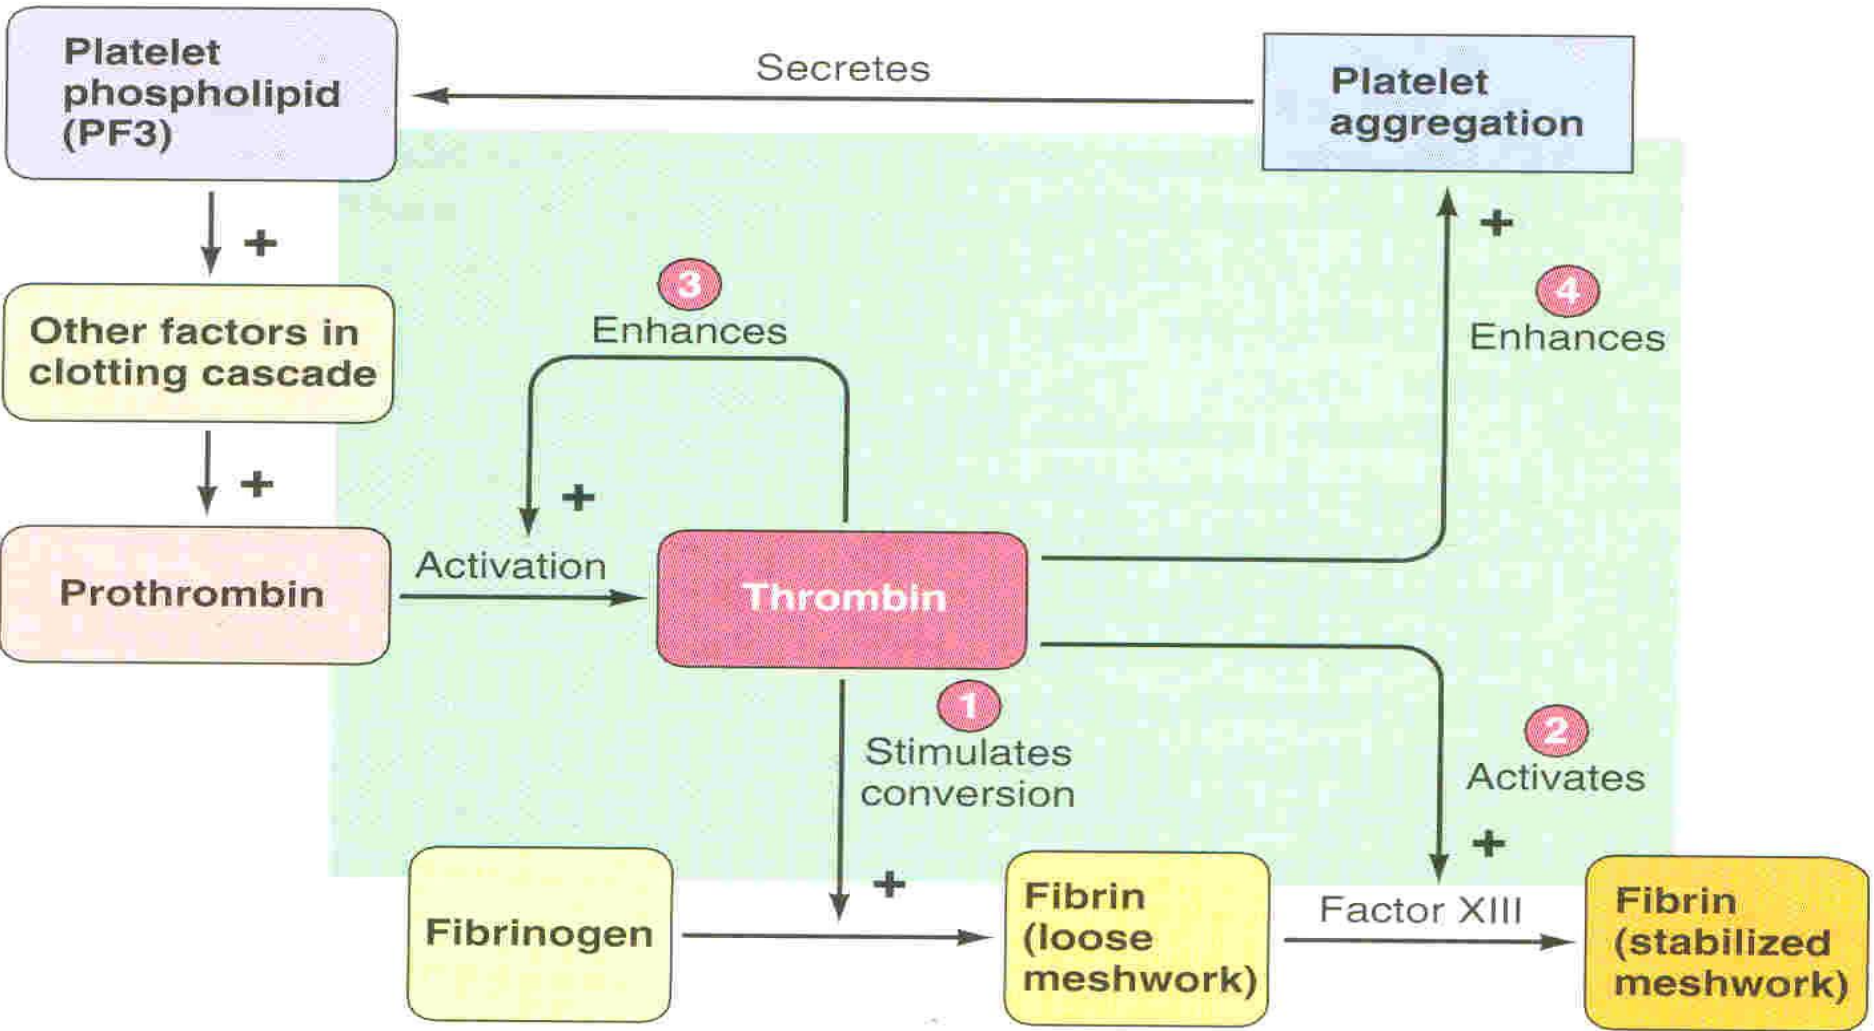 Platelet
phospholipid
(PF3)
Secretes
Platelet
aggregation
+
+
3
Enhances
4
Enhances
Other factors in
clotting cascade
+
+
Prothrombin
Activation
Thrombin
1
Stimulates
conversion
2
Activates
+
+
Fibrinogen
Fibrin
(loose
meshwork)
Factor XIII
Fibrin
(stabilized
meshwork)